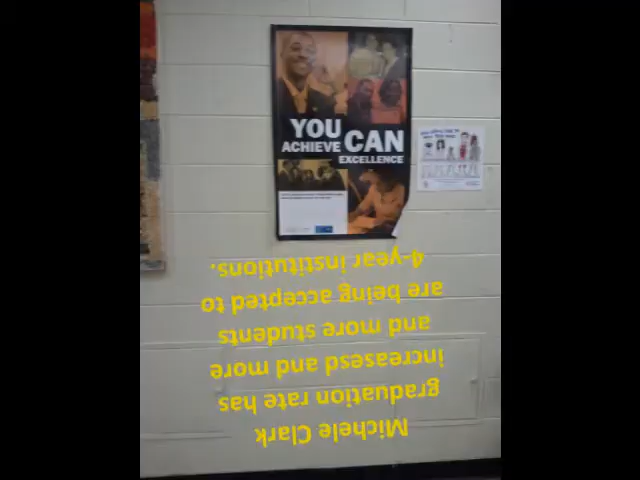 YOU CAN
ACHIEVE
EXCELLENCE
Michele Clark
graduation rate has
increasesd and more
and more students
are being accepted to
4-year institutions.